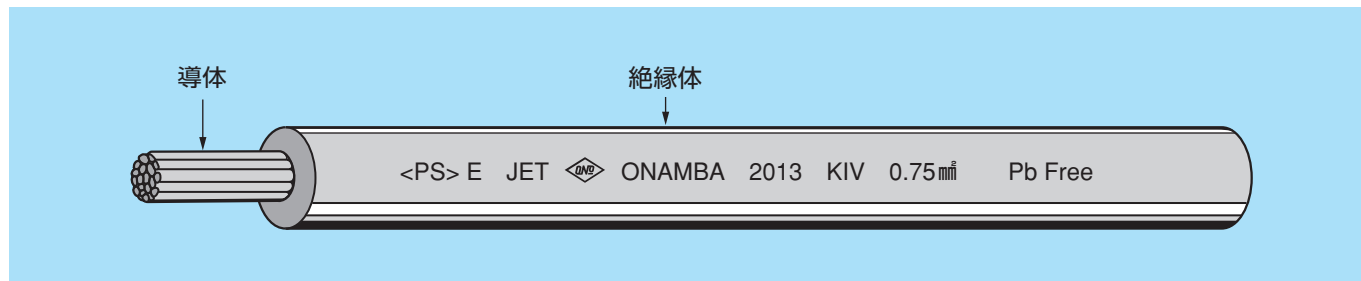 導体
絶縁体
<PS> E JET ONAMBA 2013 KIV 0.75㎟ Pb Free